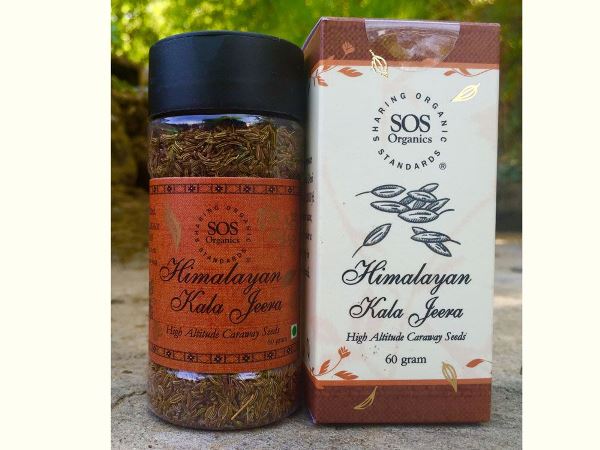 SHARING ORGANIC STANDARDS
SOS
Organics
Himalayan
Kala Jeera
High Altitude Caraway Seeds
60 gram
SHARING ORGANIC STANDARDS ®
SOS
Organics
Himalayan
Kala Jeera
High Altitude Caraway Seeds
60 gram